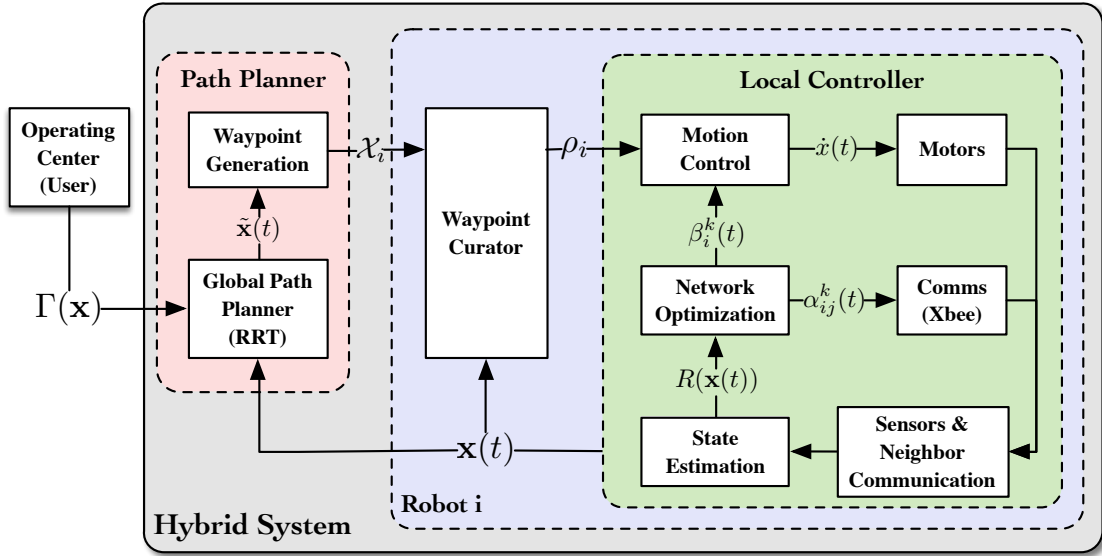 Path Planner
Local Controller
Operating
Center
(User)
Waypoint
Generation
𝒳ᵢ
Waypoint
Curator
ρᵢ
Motion
Control
ẋ(t)
Motors
x̃(t)
βᵢᵏ(t)
Γ(x)
Global Path
Planner
(RRT)
Network
Optimization
αᵢⱼᵏ(t)
Comms
(Xbee)
R(x(t))
x(t)
State
Estimation
Sensors &
Neighbor
Communication
Robot i
Hybrid System